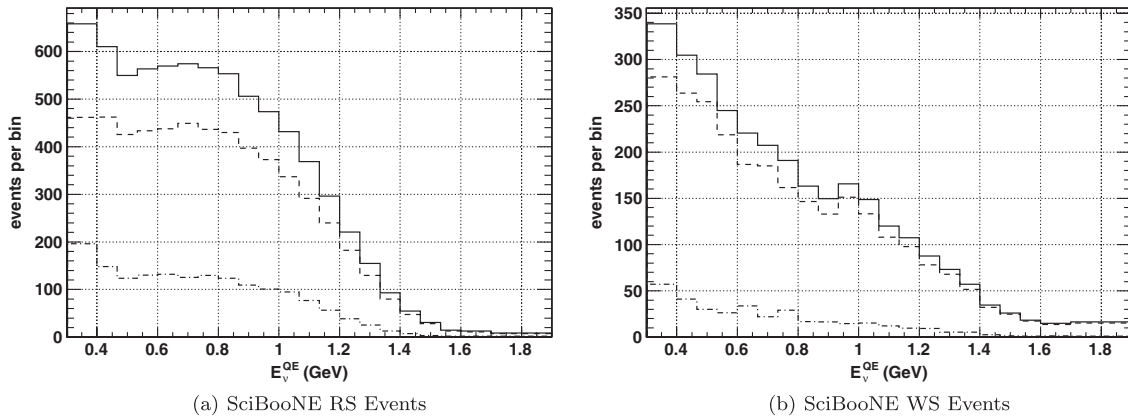 events per bin
600
500
400
300
200
100
0
0.4 0.6 0.8 1 1.2 1.4 1.6 1.8
E_ν^QE (GeV)
(a) SciBooNE RS Events
events per bin
350
300
250
200
150
100
50
0
0.4 0.6 0.8 1 1.2 1.4 1.6 1.8
E_ν^QE (GeV)
(b) SciBooNE WS Events